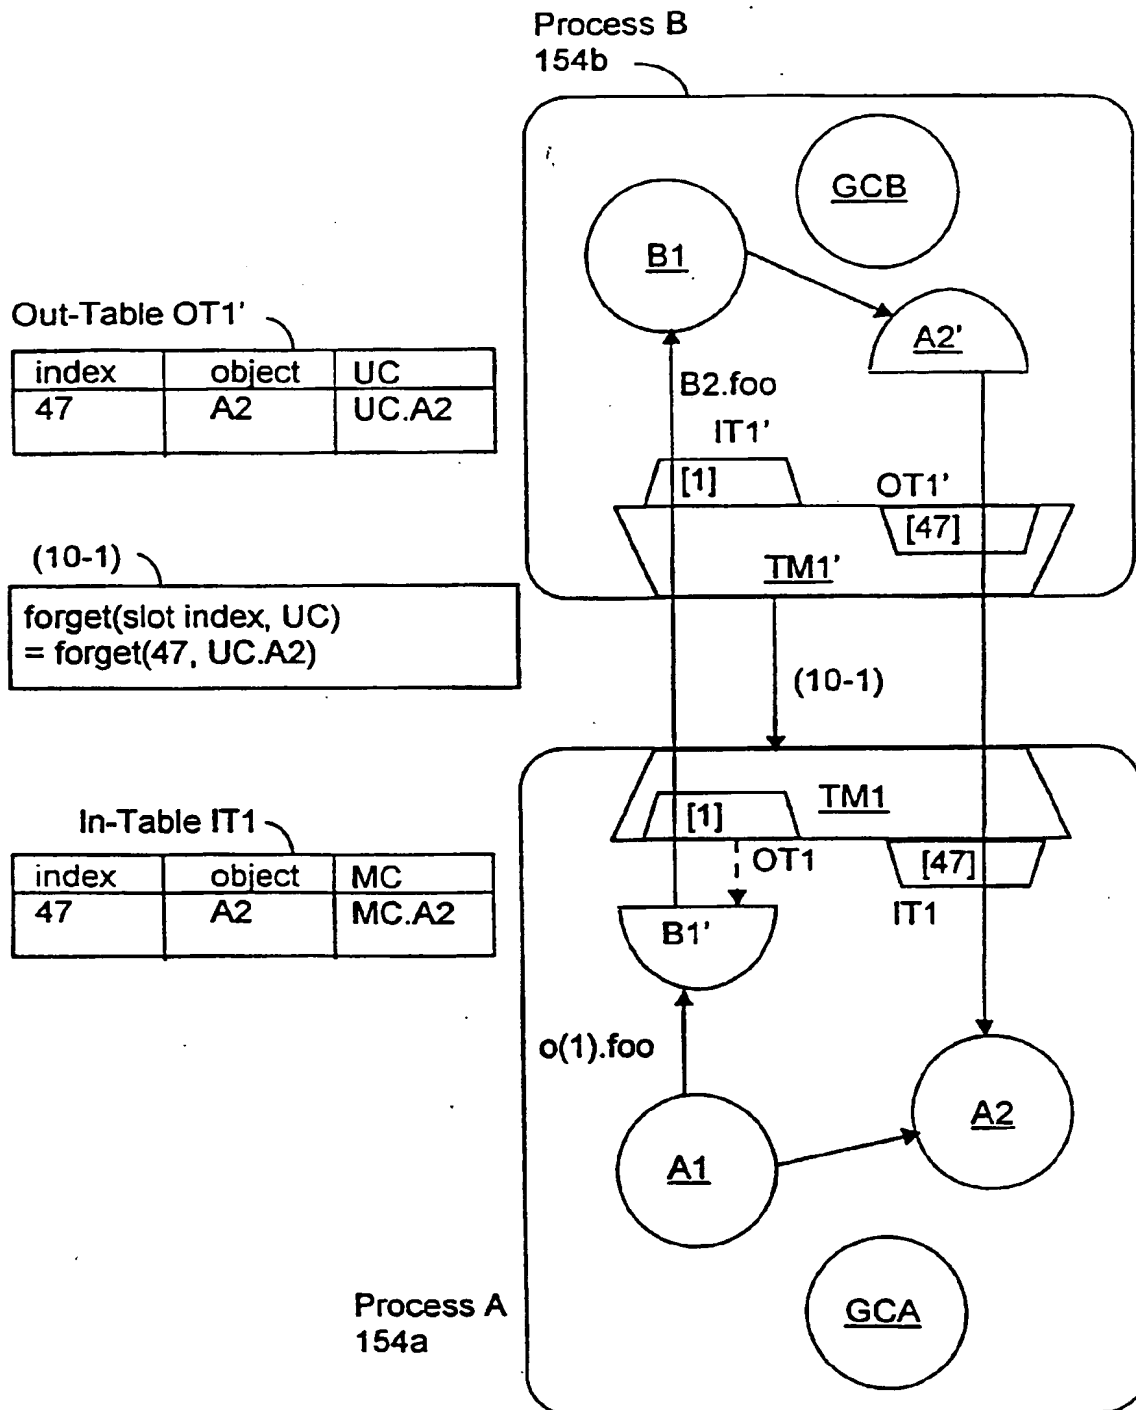 Process B
154b
GCB
B1
A2'
Out-Table OT1'
index object UC
47 A2 UC.A2
B2.foo
IT1'
[1]
OT1'
[47]
TM1'
(10-1)
forget(slot index, UC)
= forget(47, UC.A2)
(10-1)
TM1
[1]
OT1
[47]
IT1
In-Table IT1
index object MC
47 A2 MC.A2
B1'
o(1).foo
A2
A1
GCA
Process A
154a